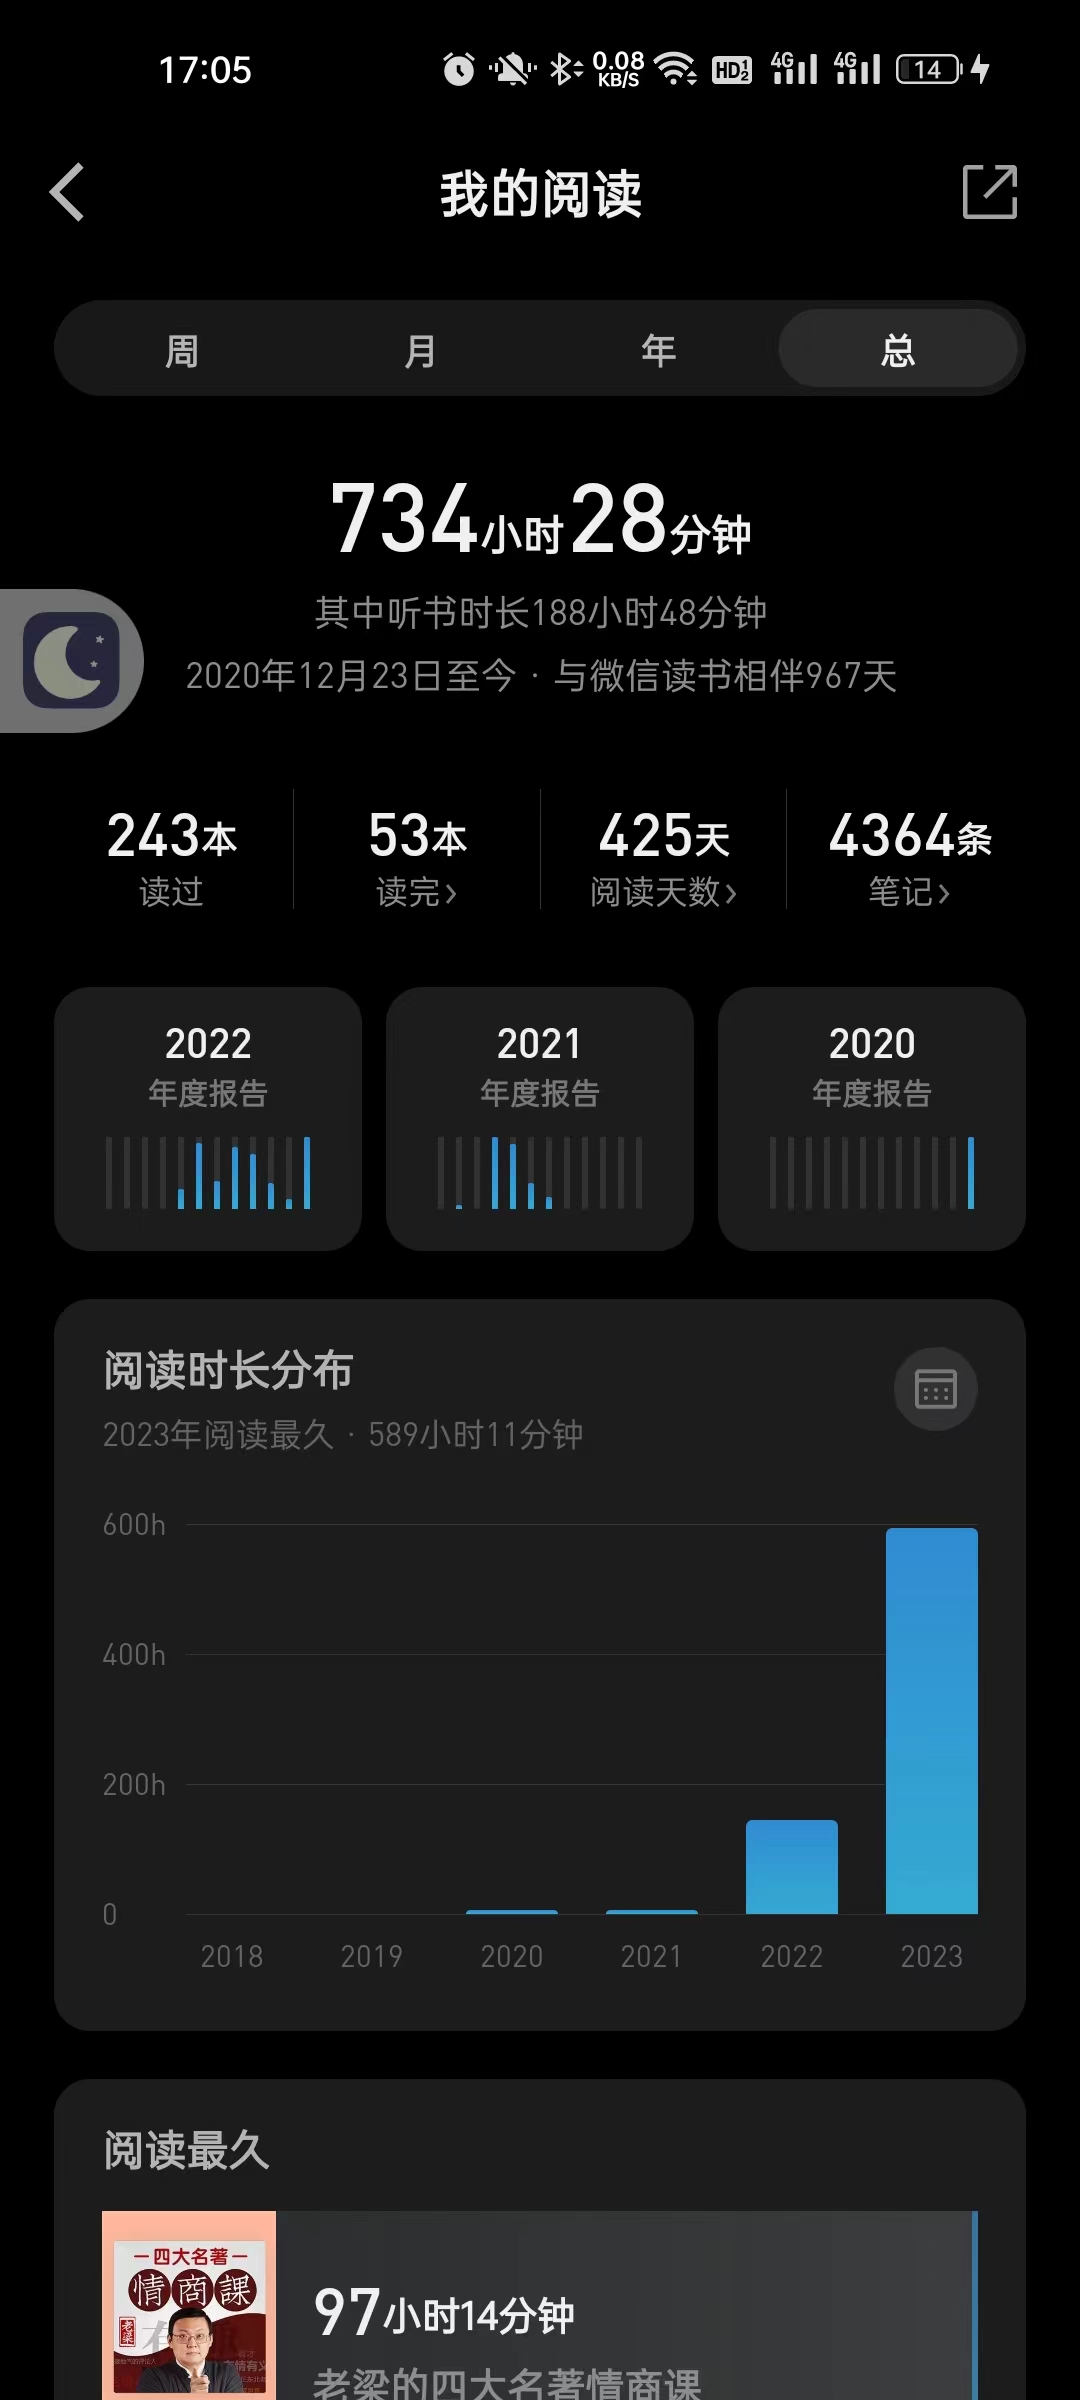 17:05 0.08 KB/S HD 1 2 4G 4G 14
我的阅读
周 月 年 总
734小时28分钟
其中听书时长188小时48分钟
2020年12月23日至今 · 与微信读书相伴967天
243本 53本 425天 4364条
读过 读完 阅读天数 笔记
2022 2021 2020
年度报告 年度报告 年度报告
阅读时长分布
2023年阅读最久 · 589小时11分钟
600h
400h
200h
0
2018 2019 2020 2021 2022 2023
阅读最久
四大名著
情商課
老梁
97小时14分钟
老梁的四大名著情商课